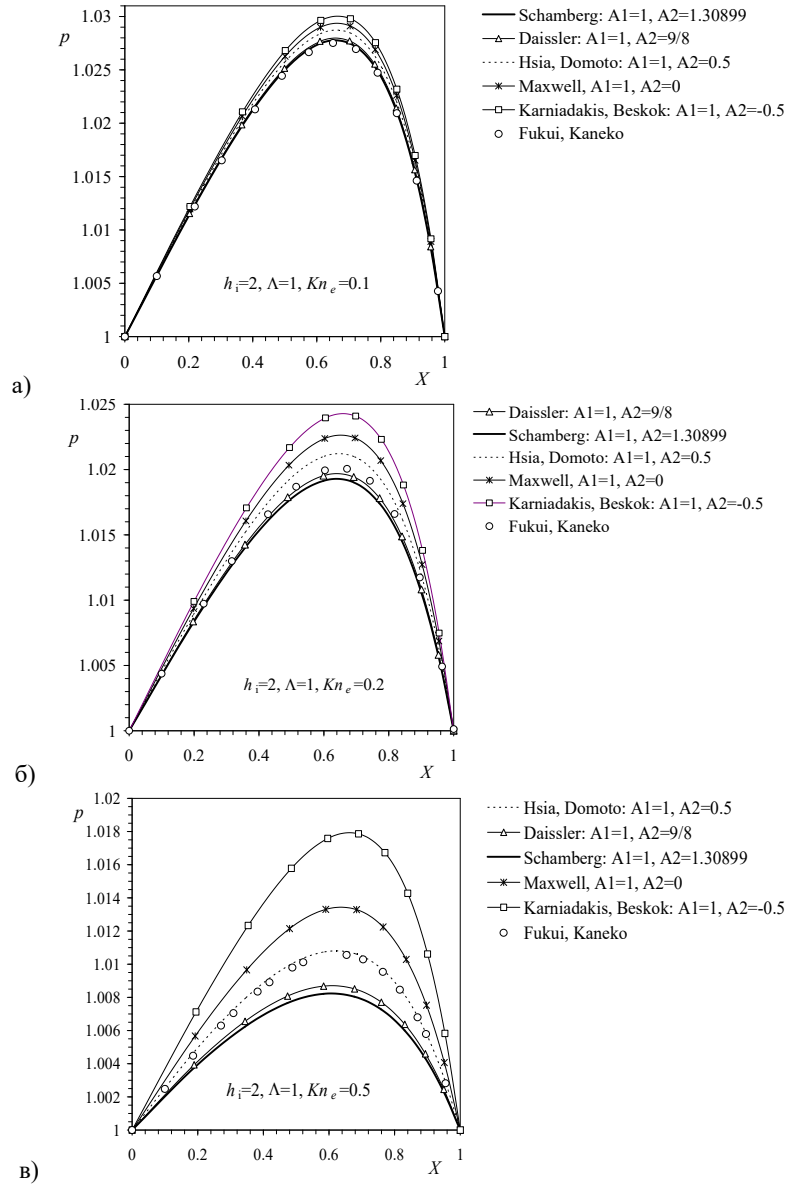 p
1.03
1.025
1.02
1.015
1.01
1.005
1
0 0.2 0.4 0.6 0.8 1
X
h i=2, Λ=1, Kn e=0.1
Schamberg: A1=1, A2=1.30899
Daissler: A1=1, A2=9/8
Hsia, Domoto: A1=1, A2=0.5
Maxwell, A1=1, A2=0
Karniadakis, Beskok: A1=1, A2=-0.5
Fukui, Kaneko
а)
p
1.025
1.02
1.015
1.01
1.005
1
0 0.2 0.4 0.6 0.8 1
X
h i=2, Λ=1, Kn e=0.2
Daissler: A1=1, A2=9/8
Schamberg: A1=1, A2=1.30899
Hsia, Domoto: A1=1, A2=0.5
Maxwell, A1=1, A2=0
Karniadakis, Beskok: A1=1, A2=-0.5
Fukui, Kaneko
б)
p
1.02
1.018
1.016
1.014
1.012
1.01
1.008
1.006
1.004
1.002
1
0 0.2 0.4 0.6 0.8 1
X
h i=2, Λ=1, Kn e=0.5
Hsia, Domoto: A1=1, A2=0.5
Daissler: A1=1, A2=9/8
Schamberg: A1=1, A2=1.30899
Maxwell, A1=1, A2=0
Karniadakis, Beskok: A1=1, A2=-0.5
Fukui, Kaneko
в)